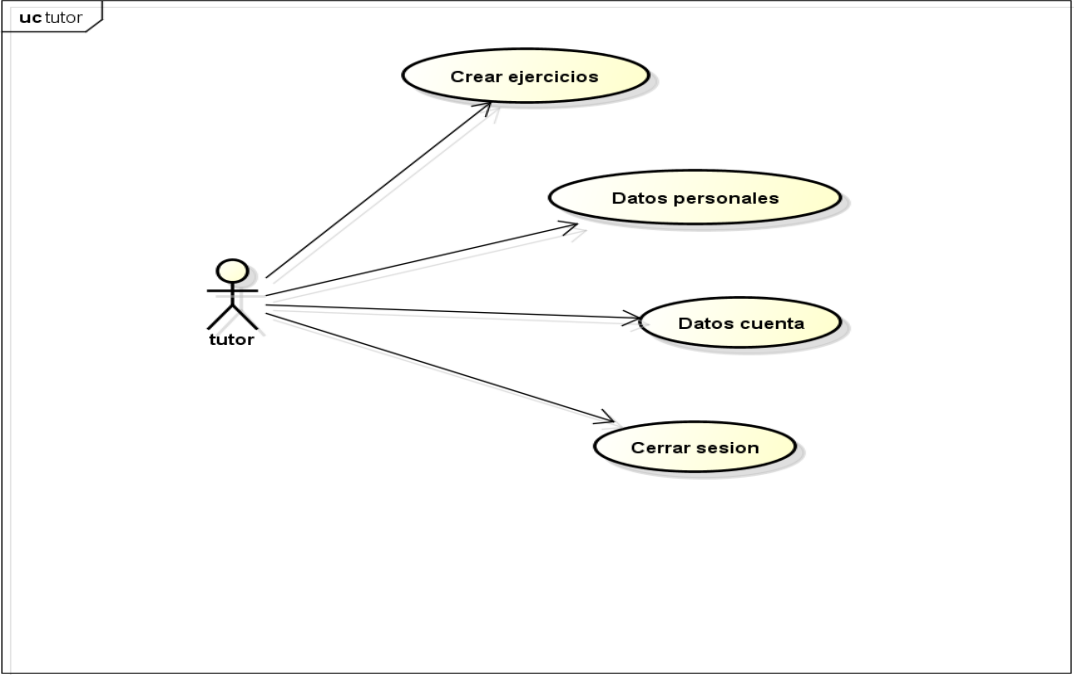 uc tutor
Crear ejercicios
Datos personales
tutor
Datos cuenta
Cerrar sesion